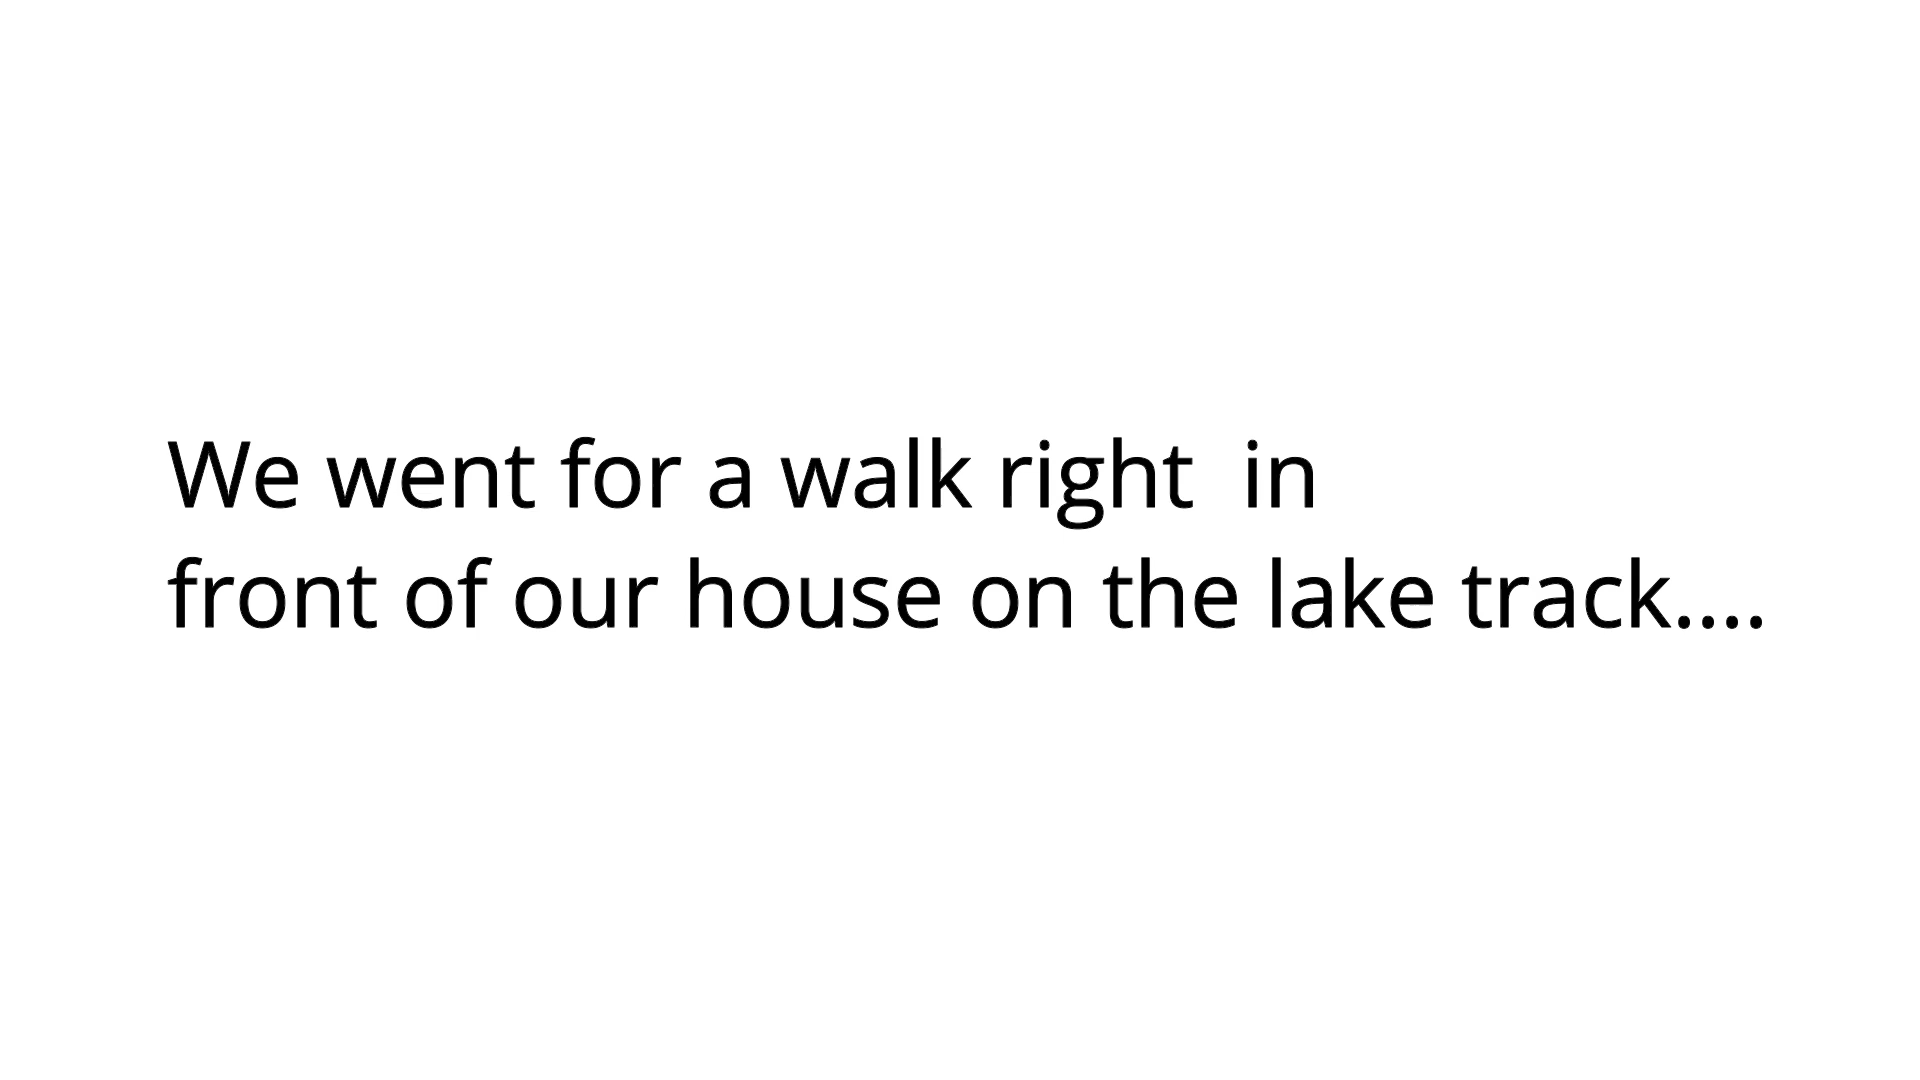 We went for a walk right  in
front of our house on the lake track....